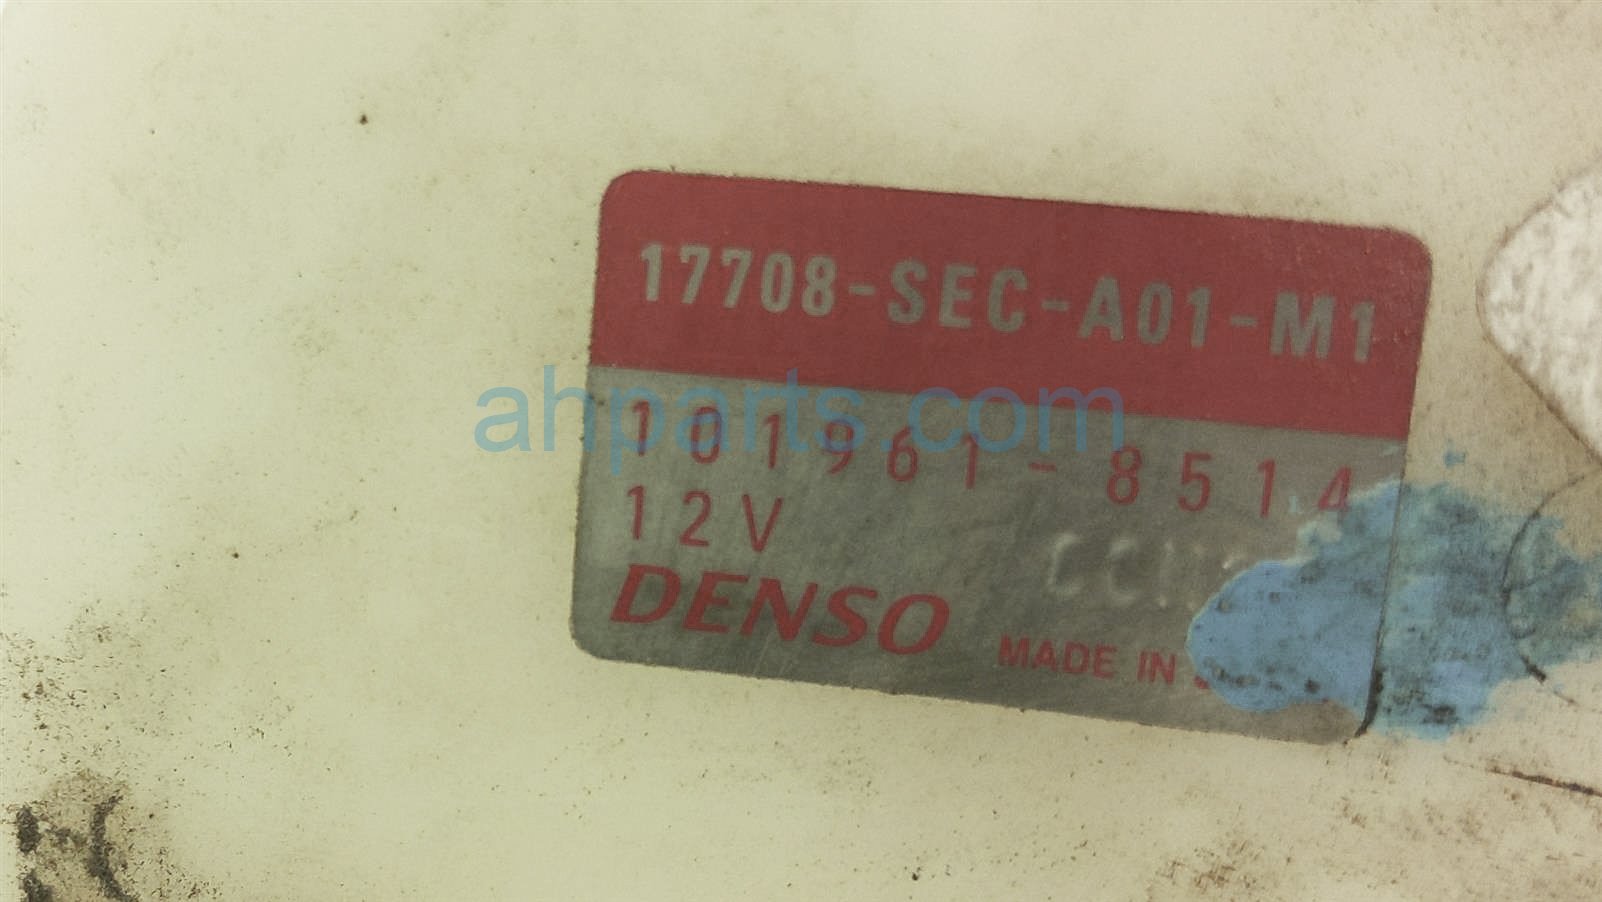 17708-SEC-A01-M1
ahparts.com
101961-8514
12V
DENSO
MADE IN